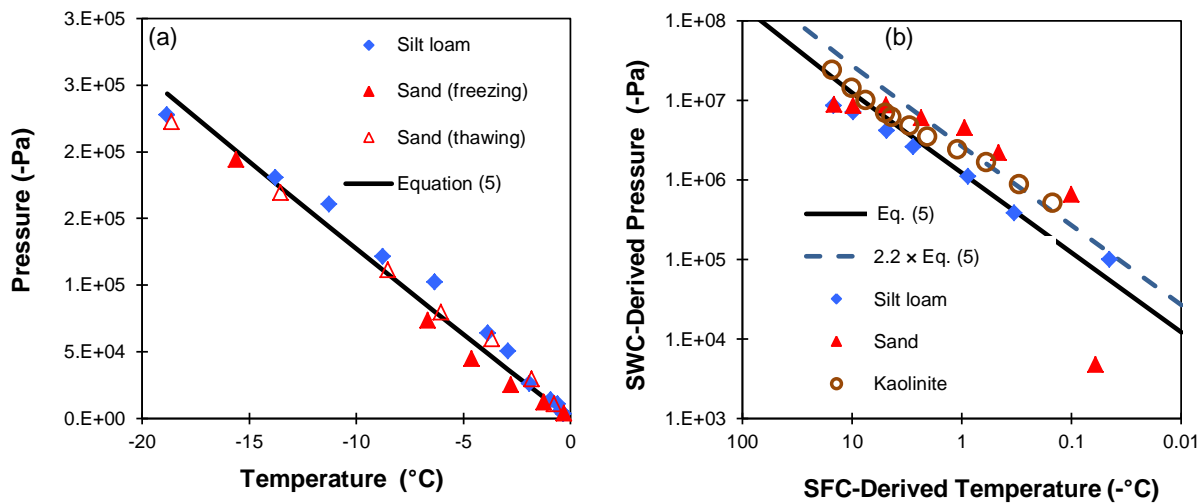 (a)
3.E+05
3.E+05
2.E+05
2.E+05
1.E+05
5.E+04
0.E+00
-20
-15
-10
-5
0
Pressure (-Pa)
Temperature (°C)
Silt loam
Sand (freezing)
Sand (thawing)
Equation (5)
(b)
1.E+08
1.E+07
1.E+06
1.E+05
1.E+04
1.E+03
100
10
1
0.1
0.01
SWC-Derived Pressure (-Pa)
SFC-Derived Temperature (-°C)
Eq. (5)
2.2 × Eq. (5)
Silt loam
Sand
Kaolinite